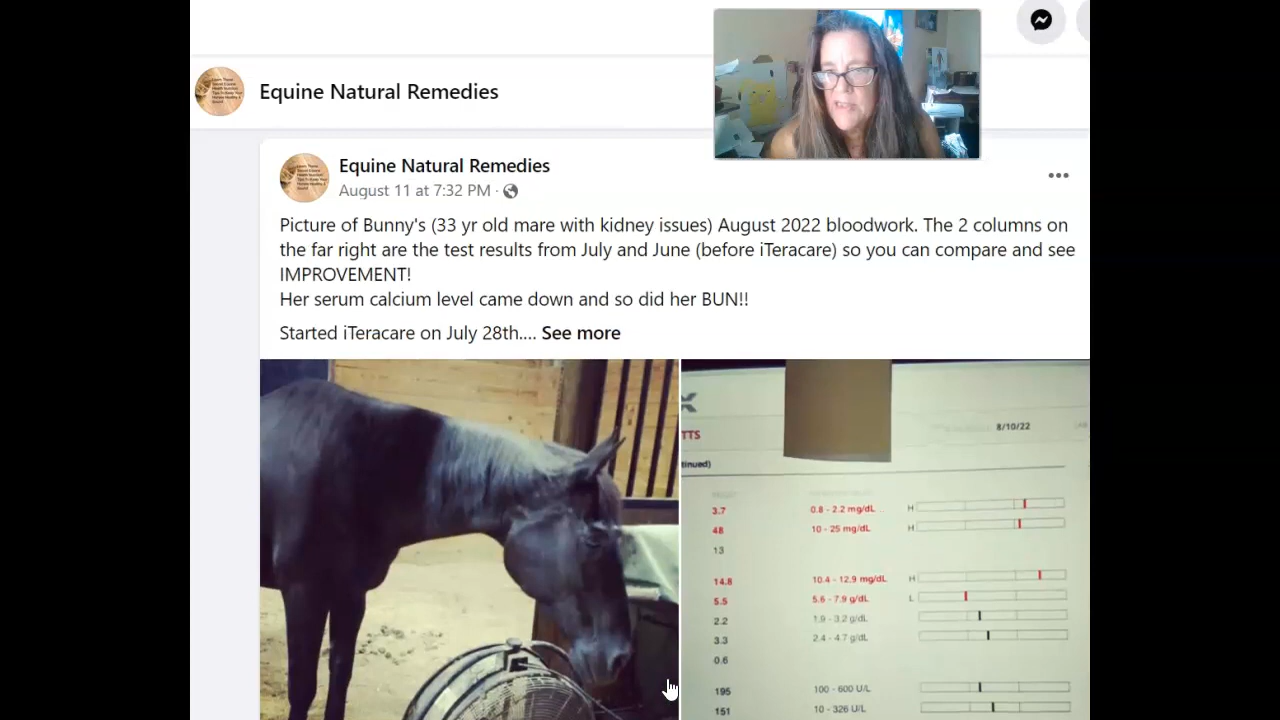 Equine Natural Remedies
Equine Natural Remedies
August 11 at 7:32 PM ·
Picture of Bunny's (33 yr old mare with kidney issues) August 2022 bloodwork. The 2 columns on
the far right are the test results from July and June (before iTeracare) so you can compare and see
IMPROVEMENT!
Her serum calcium level came down and so did her BUN!!
Started iTeracare on July 28th.... See more
TTS
8/10/22
tinued)
3.7 0.8 - 2.2 mg/dL H
48 10 - 25 mg/dL H
13
14.8 10.4 - 12.9 mg/dL H
5.5 5.6 - 7.9 g/dL L
2.2 1.9 - 3.2 g/dL
3.3 2.4 - 4.7 g/dL
0.6
195 100 - 600 U/L
151 10 - 326 U/L